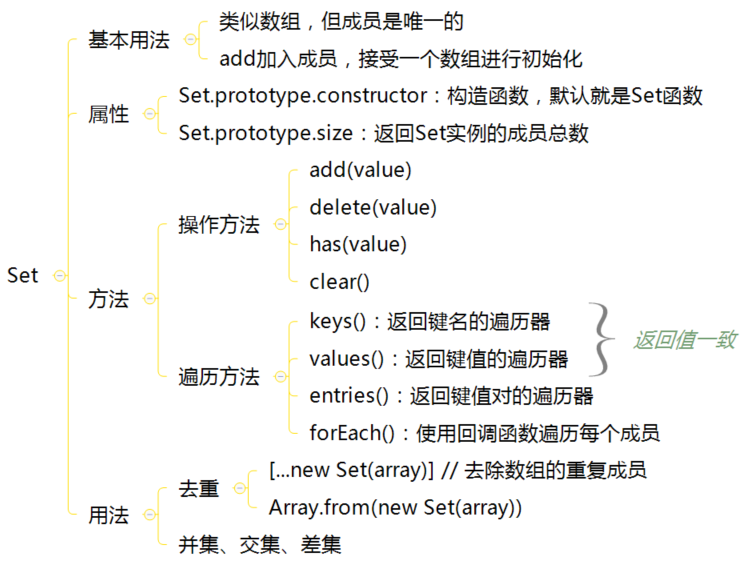 Set
基本用法
类似数组，但成员是唯一的
add加入成员，接受一个数组进行初始化
属性
Set.prototype.constructor：构造函数，默认就是Set函数
Set.prototype.size：返回Set实例的成员总数
方法
操作方法
add(value)
delete(value)
has(value)
clear()
遍历方法
keys()：返回键名的遍历器
values()：返回键值的遍历器
返回值一致
entries()：返回键值对的遍历器
forEach()：使用回调函数遍历每个成员
用法
去重
[...new Set(array)] // 去除数组的重复成员
Array.from(new Set(array))
并集、交集、差集